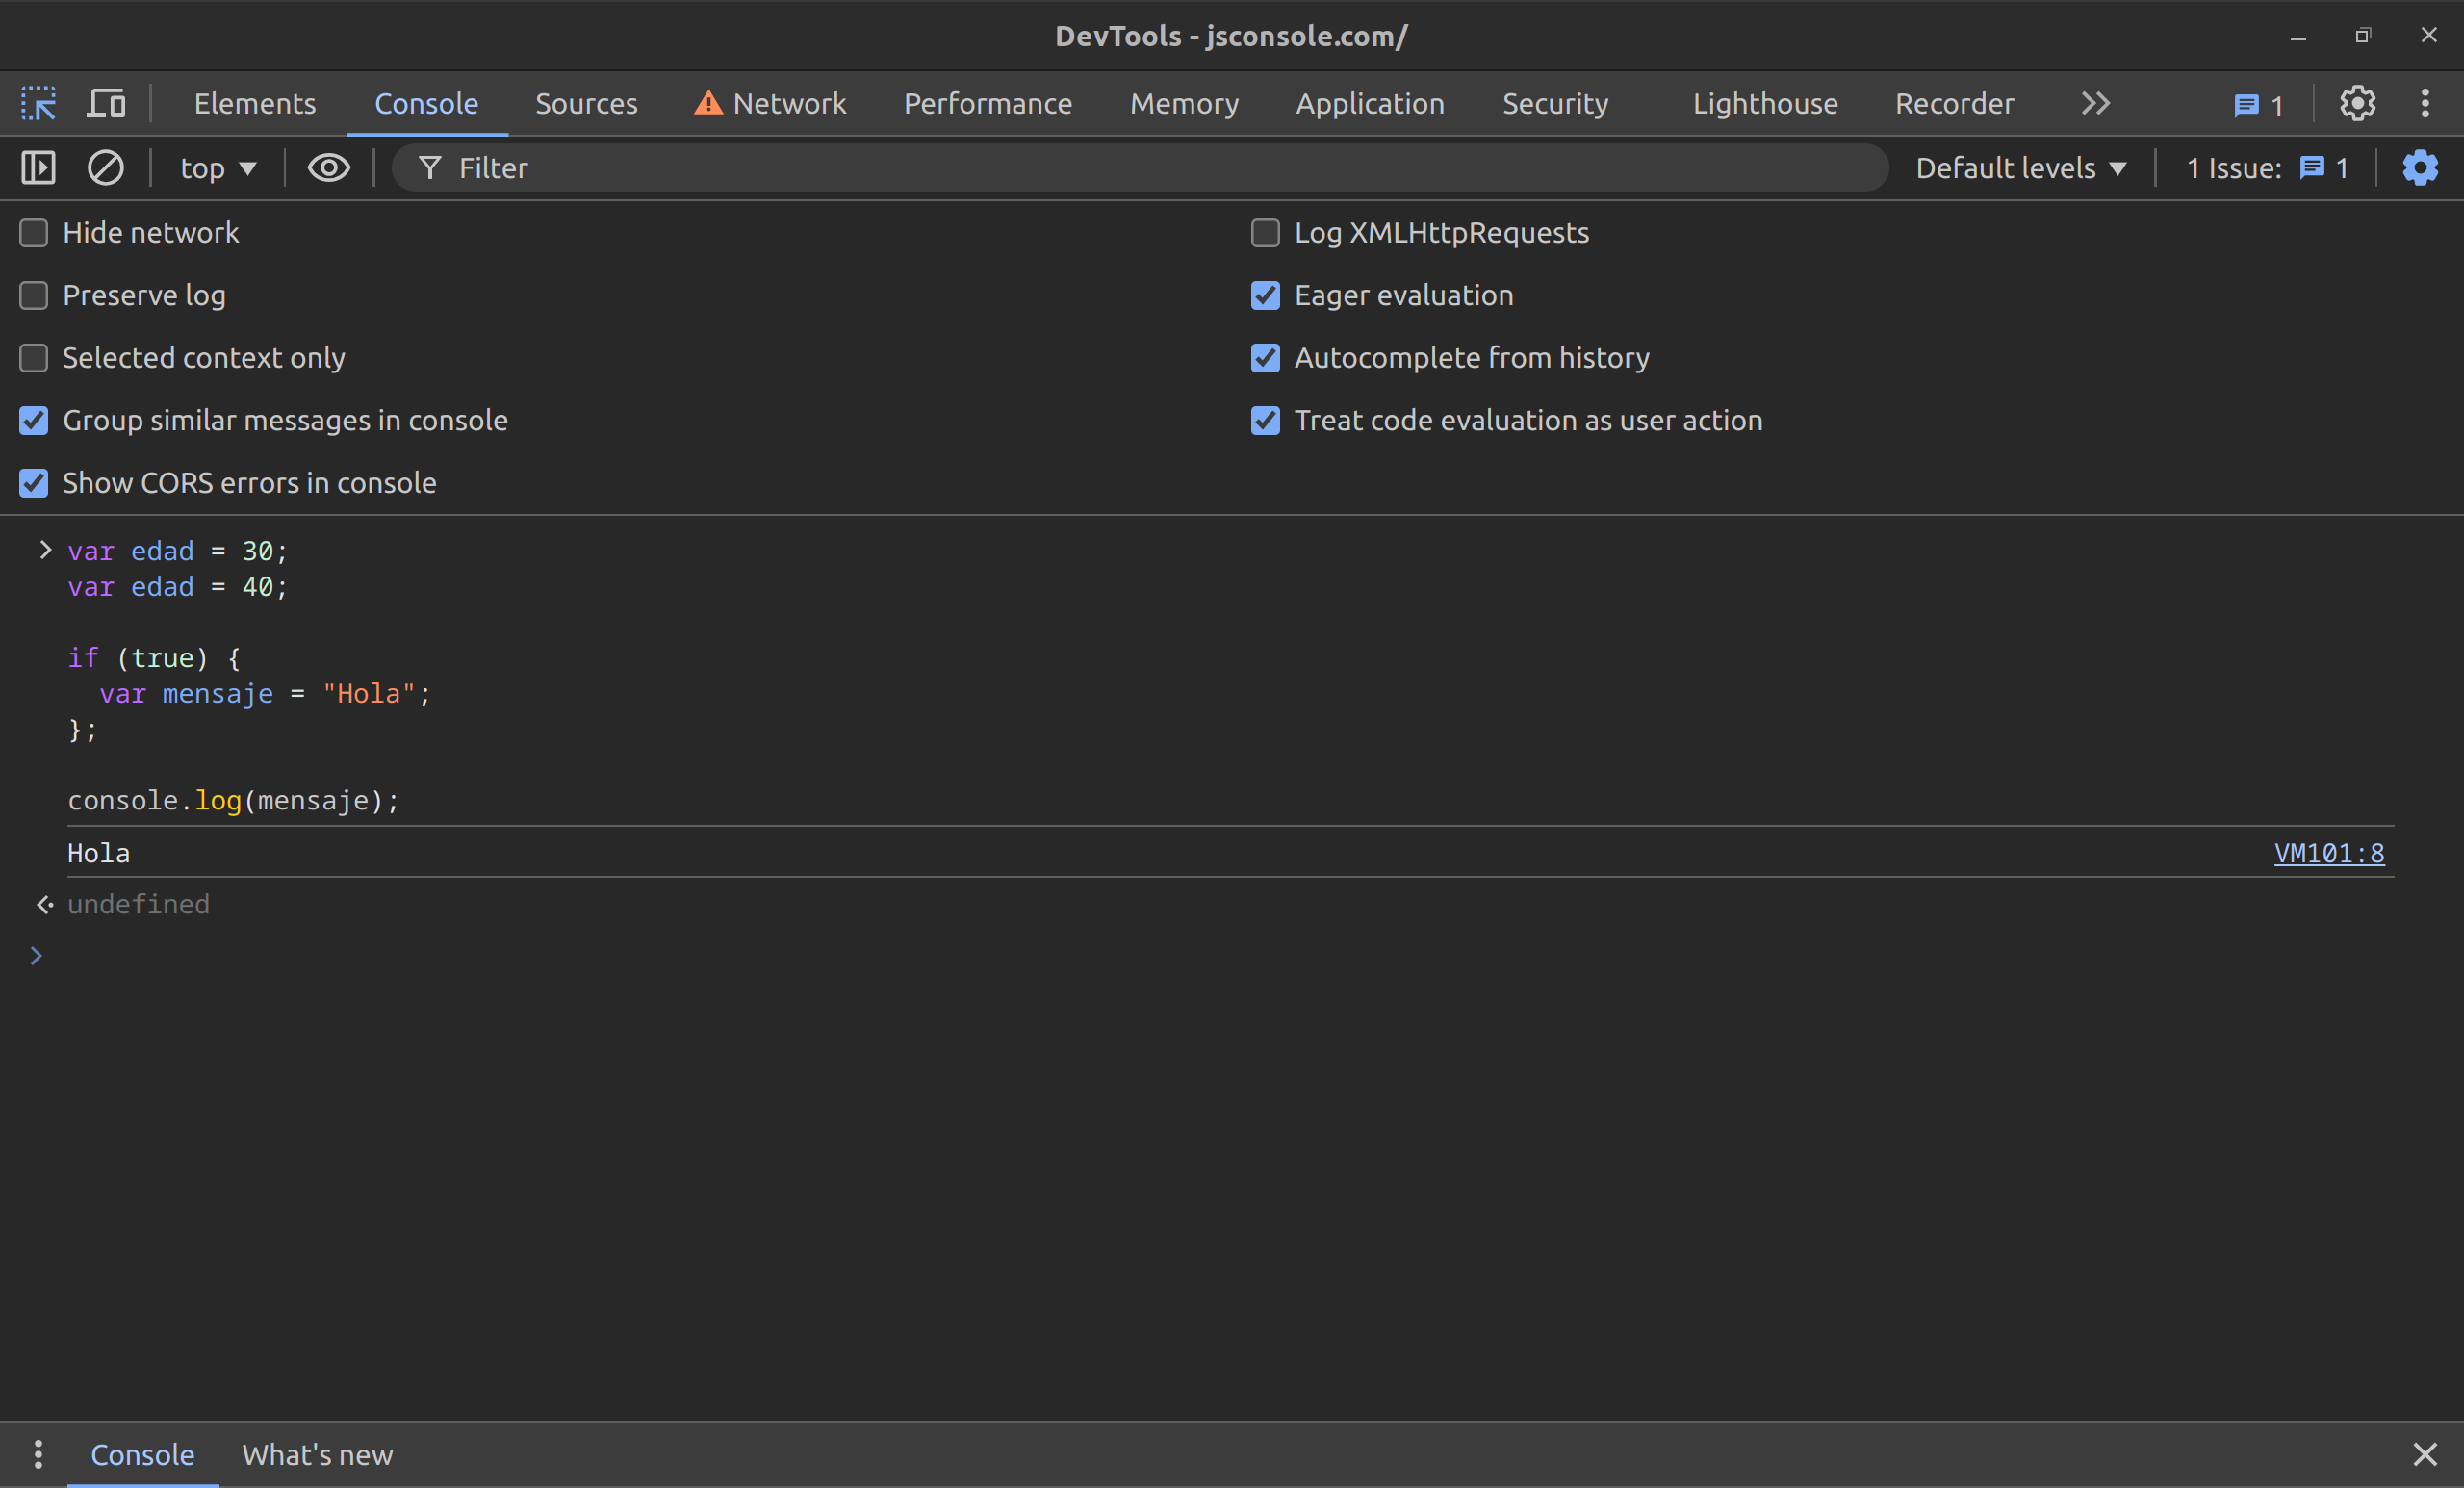 DevTools - jsconsole.com/
Elements Console Sources Network Performance Memory Application Security Lighthouse Recorder 1
top Filter Default levels 1 Issue: 1
Hide network
Log XMLHttpRequests
Preserve log
Eager evaluation
Selected context only
Autocomplete from history
Group similar messages in console
Treat code evaluation as user action
Show CORS errors in console
var edad = 30;
var edad = 40;
if (true) {
  var mensaje = "Hola";
};
console.log(mensaje);
Hola VM101:8
undefined
Console What's new